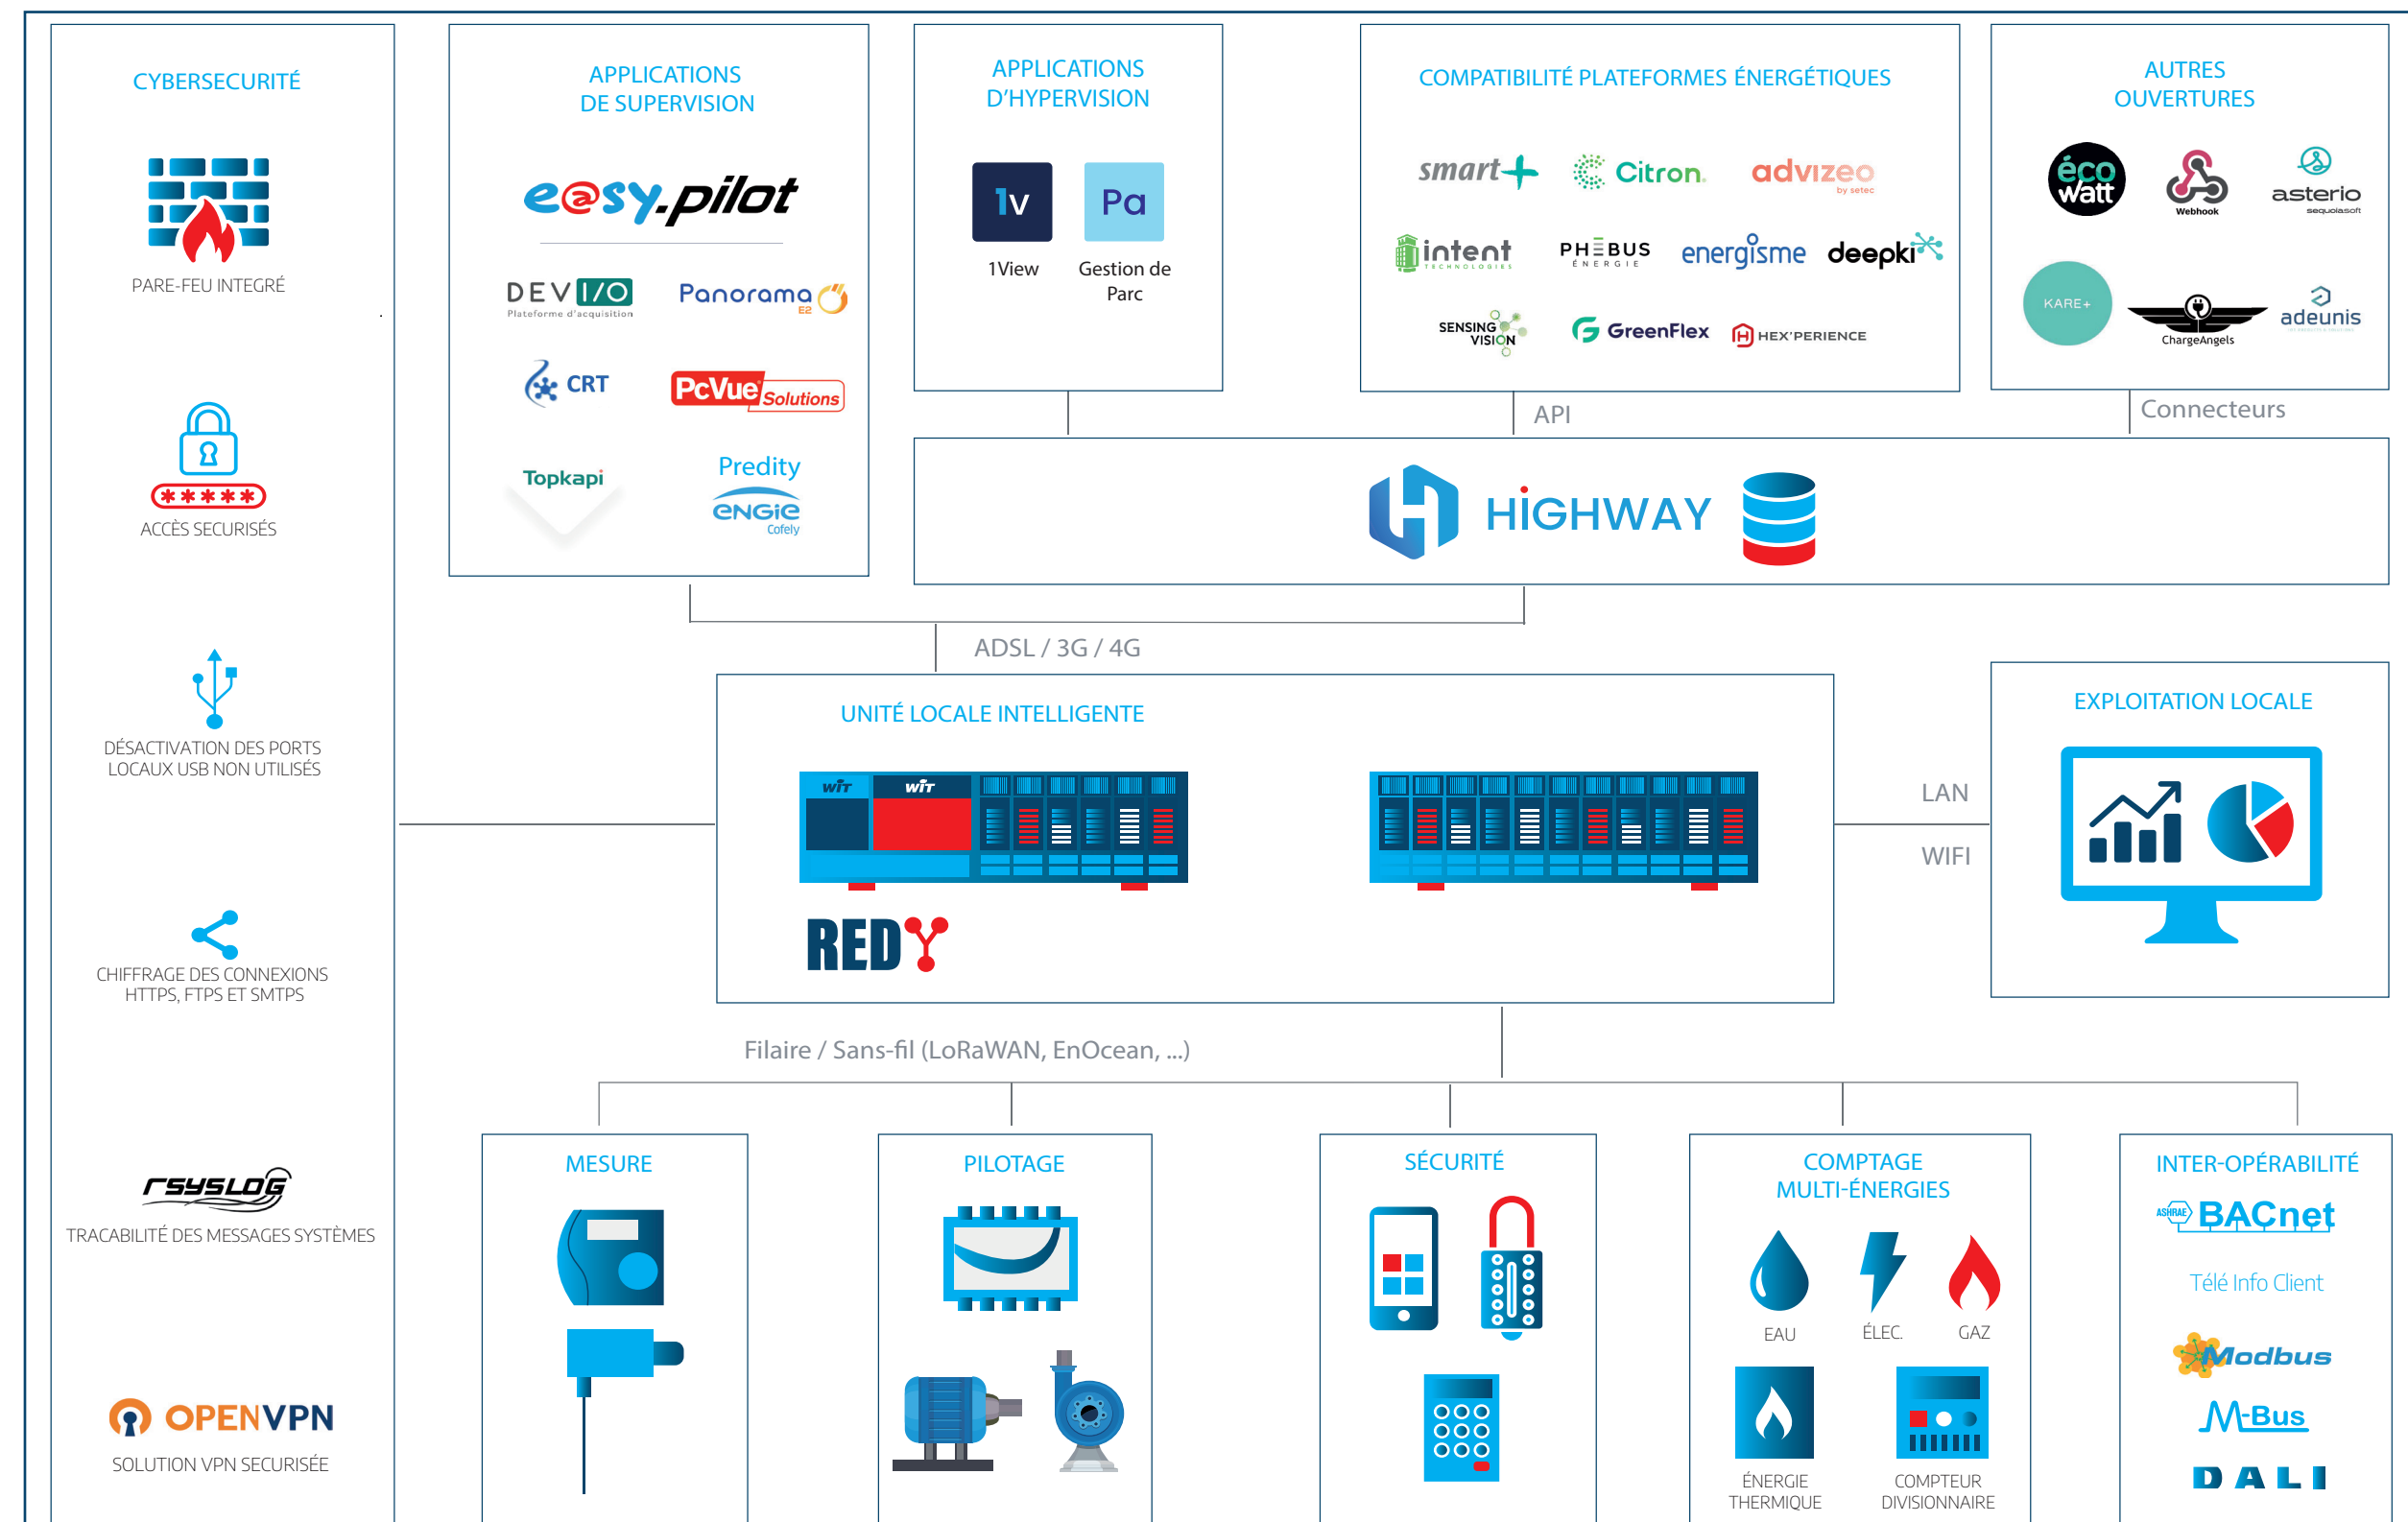 CYBERSECURITÉ
PARE-FEU INTEGRÉ
ACCÈS SECURISÉS
DÉSACTIVATION DES PORTS
LOCAUX USB NON UTILISÉS
CHIFFRAGE DES CONNEXIONS
HTTPS, FTPS ET SMTPS
rsyslog
TRACABILITÉ DES MESSAGES SYSTÈMES
OPENVPN
SOLUTION VPN SECURISÉE
APPLICATIONS
DE SUPERVISION
e@sy.pilot
DEV I/O
Plateforme d'acquisition
Panorama
E2
CRT
PcVue Solutions
Topkapi
Predity
ENGIE
Cofely
APPLICATIONS
D'HYPERVISION
1v
Pa
1View
Gestion de
Parc
COMPATIBILITÉ PLATEFORMES ÉNERGÉTIQUES
smart+
Citron.
advizeo
by setec
intent
TECHNOLOGIES
PHEBUS
ÉNERGIE
energisme
deepki
SENSING
VISION
GreenFlex
HEX'PERIENCE
AUTRES
OUVERTURES
éco
watt
Webhook
asterio
sequoiasoft
KARE+
ChargeAngels
adeunis
API
Connecteurs
HiGHWAY
ADSL / 3G / 4G
UNITÉ LOCALE INTELLIGENTE
wit
wit
REDY
LAN
WIFI
EXPLOITATION LOCALE
Filaire / Sans-fil (LoRaWAN, EnOcean, ...)
MESURE
PILOTAGE
SÉCURITÉ
COMPTAGE
MULTI-ÉNERGIES
EAU
ÉLEC.
GAZ
ÉNERGIE
THERMIQUE
COMPTEUR
DIVISIONNAIRE
INTER-OPÉRABILITÉ
ASHRAE BACnet
Télé Info Client
Modbus
M-Bus
DALI